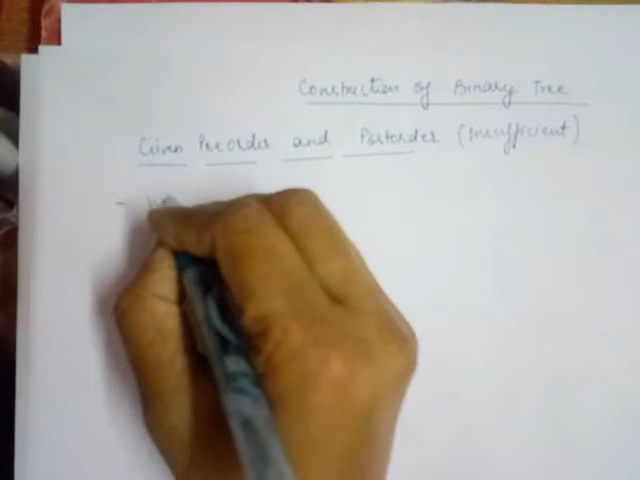 Construction of Binary Tree
Given Preorder and Postorder (Insufficient)
-